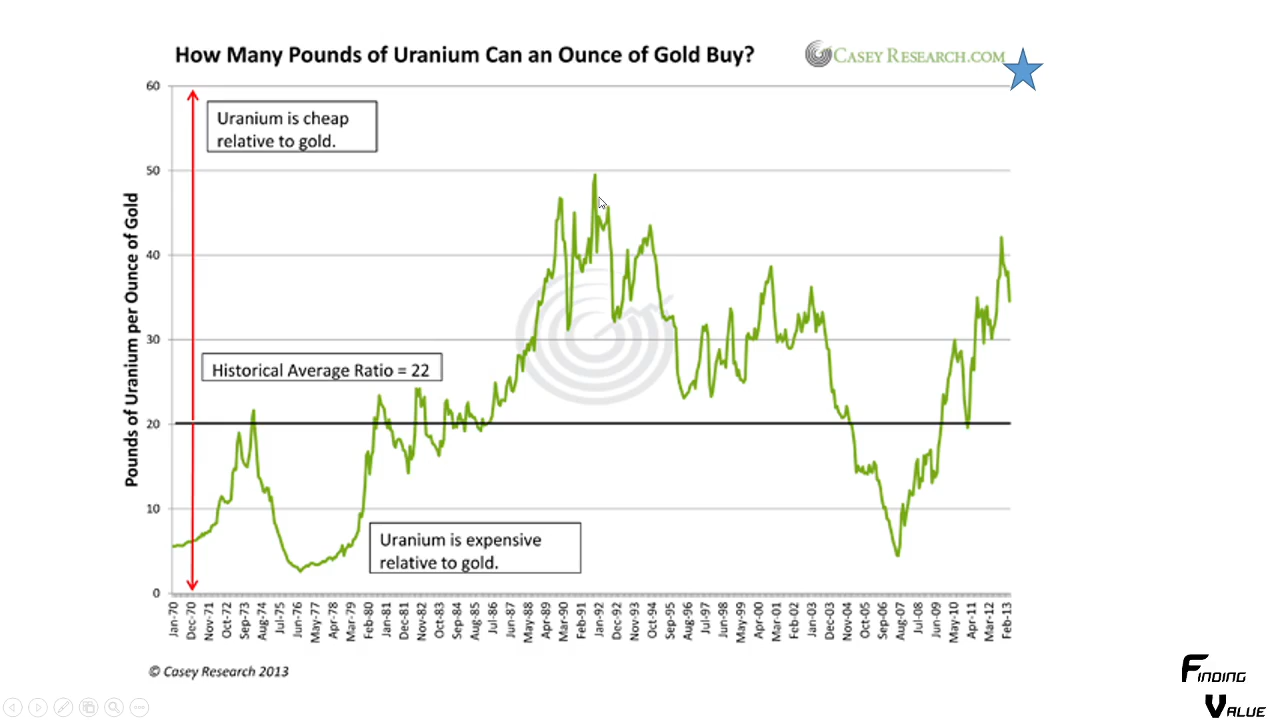 How Many Pounds of Uranium Can an Ounce of Gold Buy?
CASEY RESEARCH.COM
60
Uranium is cheap
relative to gold.
50
40
30
Historical Average Ratio = 22
20
10
Uranium is expensive
relative to gold.
0
Pounds of Uranium per Ounce of Gold
Jan-70
Dec-70
Nov-71
Oct-72
Sep-73
Aug-74
Jul-75
Jun-76
May-77
Apr-78
Mar-79
Feb-80
Jan-81
Dec-81
Nov-82
Oct-83
Sep-84
Aug-85
Jul-86
Jun-87
May-88
Apr-89
Mar-90
Feb-91
Jan-92
Dec-92
Nov-93
Oct-94
Sep-95
Aug-96
Jul-97
Jun-98
May-99
Apr-00
Mar-01
Feb-02
Jan-03
Dec-03
Nov-04
Oct-05
Sep-06
Aug-07
Jul-08
Jun-09
May-10
Apr-11
Mar-12
Feb-13
© Casey Research 2013
FINDING
VALUE